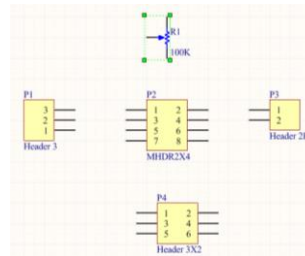 R1
100K
P1
3
2
1
Header 3
P2
1 2
3 4
5 6
7 8
MHDR2X4
P3
1
2
Header 2H
P4
1 2
3 4
5 6
Header 3X2